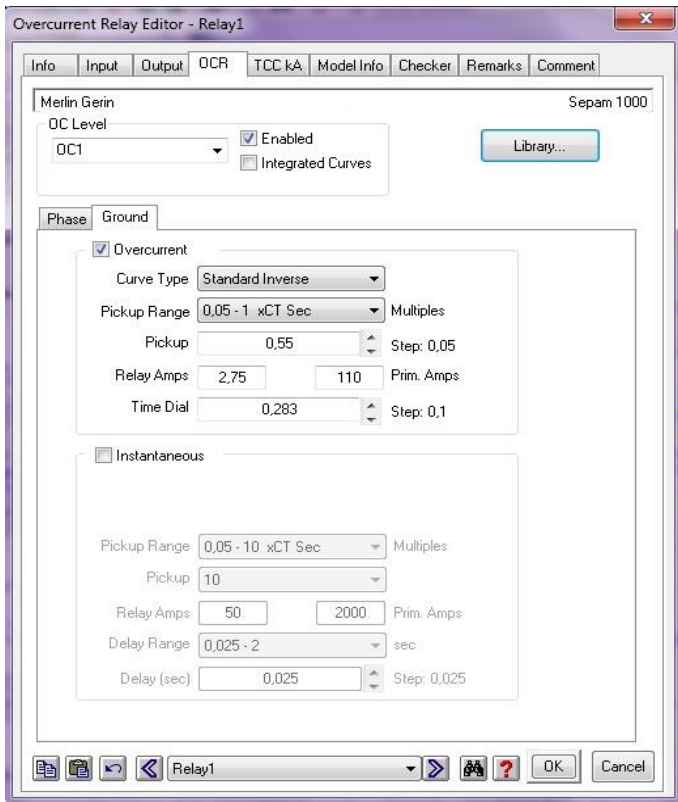 Overcurrent Relay Editor - Relay1
Info Input Output OCR TCC kA Model Info Checker Remarks Comment
Merlin Gerin Sepam 1000
OC Level
OC1 Enabled Library...
Integrated Curves
Phase Ground
Overcurrent
Curve Type Standard Inverse
Pickup Range 0,05 - 1 xCT Sec Multiples
Pickup 0,55 Step: 0,05
Relay Amps 2,75 110 Prim. Amps
Time Dial 0,283 Step: 0,1
Instantaneous
Pickup Range 0,05 - 10 xCT Sec Multiples
Pickup 10
Relay Amps 50 2000 Prim. Amps
Delay Range 0,025 - 2 sec
Delay (sec) 0,025 Step: 0,025
Relay1 ? OK Cancel